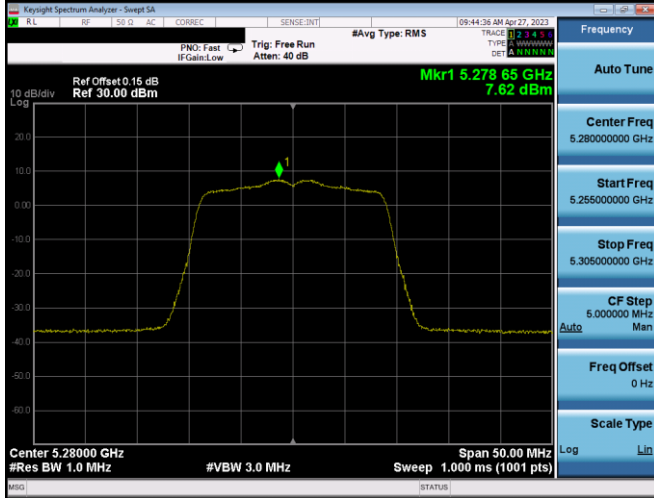 Keysight Spectrum Analyzer - Swept SA
RL RF 50 Ω AC CORREC SENSE:INT 09:44:36 AM Apr 27, 2023
#Avg Type: RMS TRACE 1 2 3 4 5 6
PNO: Fast Trig: Free Run TYPE A WWWWW
IFGain:Low Atten: 40 dB DET A N N N N N
Mkr1 5.278 65 GHz
Ref Offset 0.15 dB
10 dB/div Ref 30.00 dBm 7.62 dBm
Log
20.0
1
10.0
0.00
-10.0
-20.0
-30.0
-40.0
-50.0
-60.0
Center 5.28000 GHz Span 50.00 MHz
#Res BW 1.0 MHz #VBW 3.0 MHz Sweep 1.000 ms (1001 pts)
MSG STATUS
Frequency
Auto Tune
Center Freq
5.280000000 GHz
Start Freq
5.255000000 GHz
Stop Freq
5.305000000 GHz
CF Step
5.000000 MHz
Auto Man
Freq Offset
0 Hz
Scale Type
Log Lin